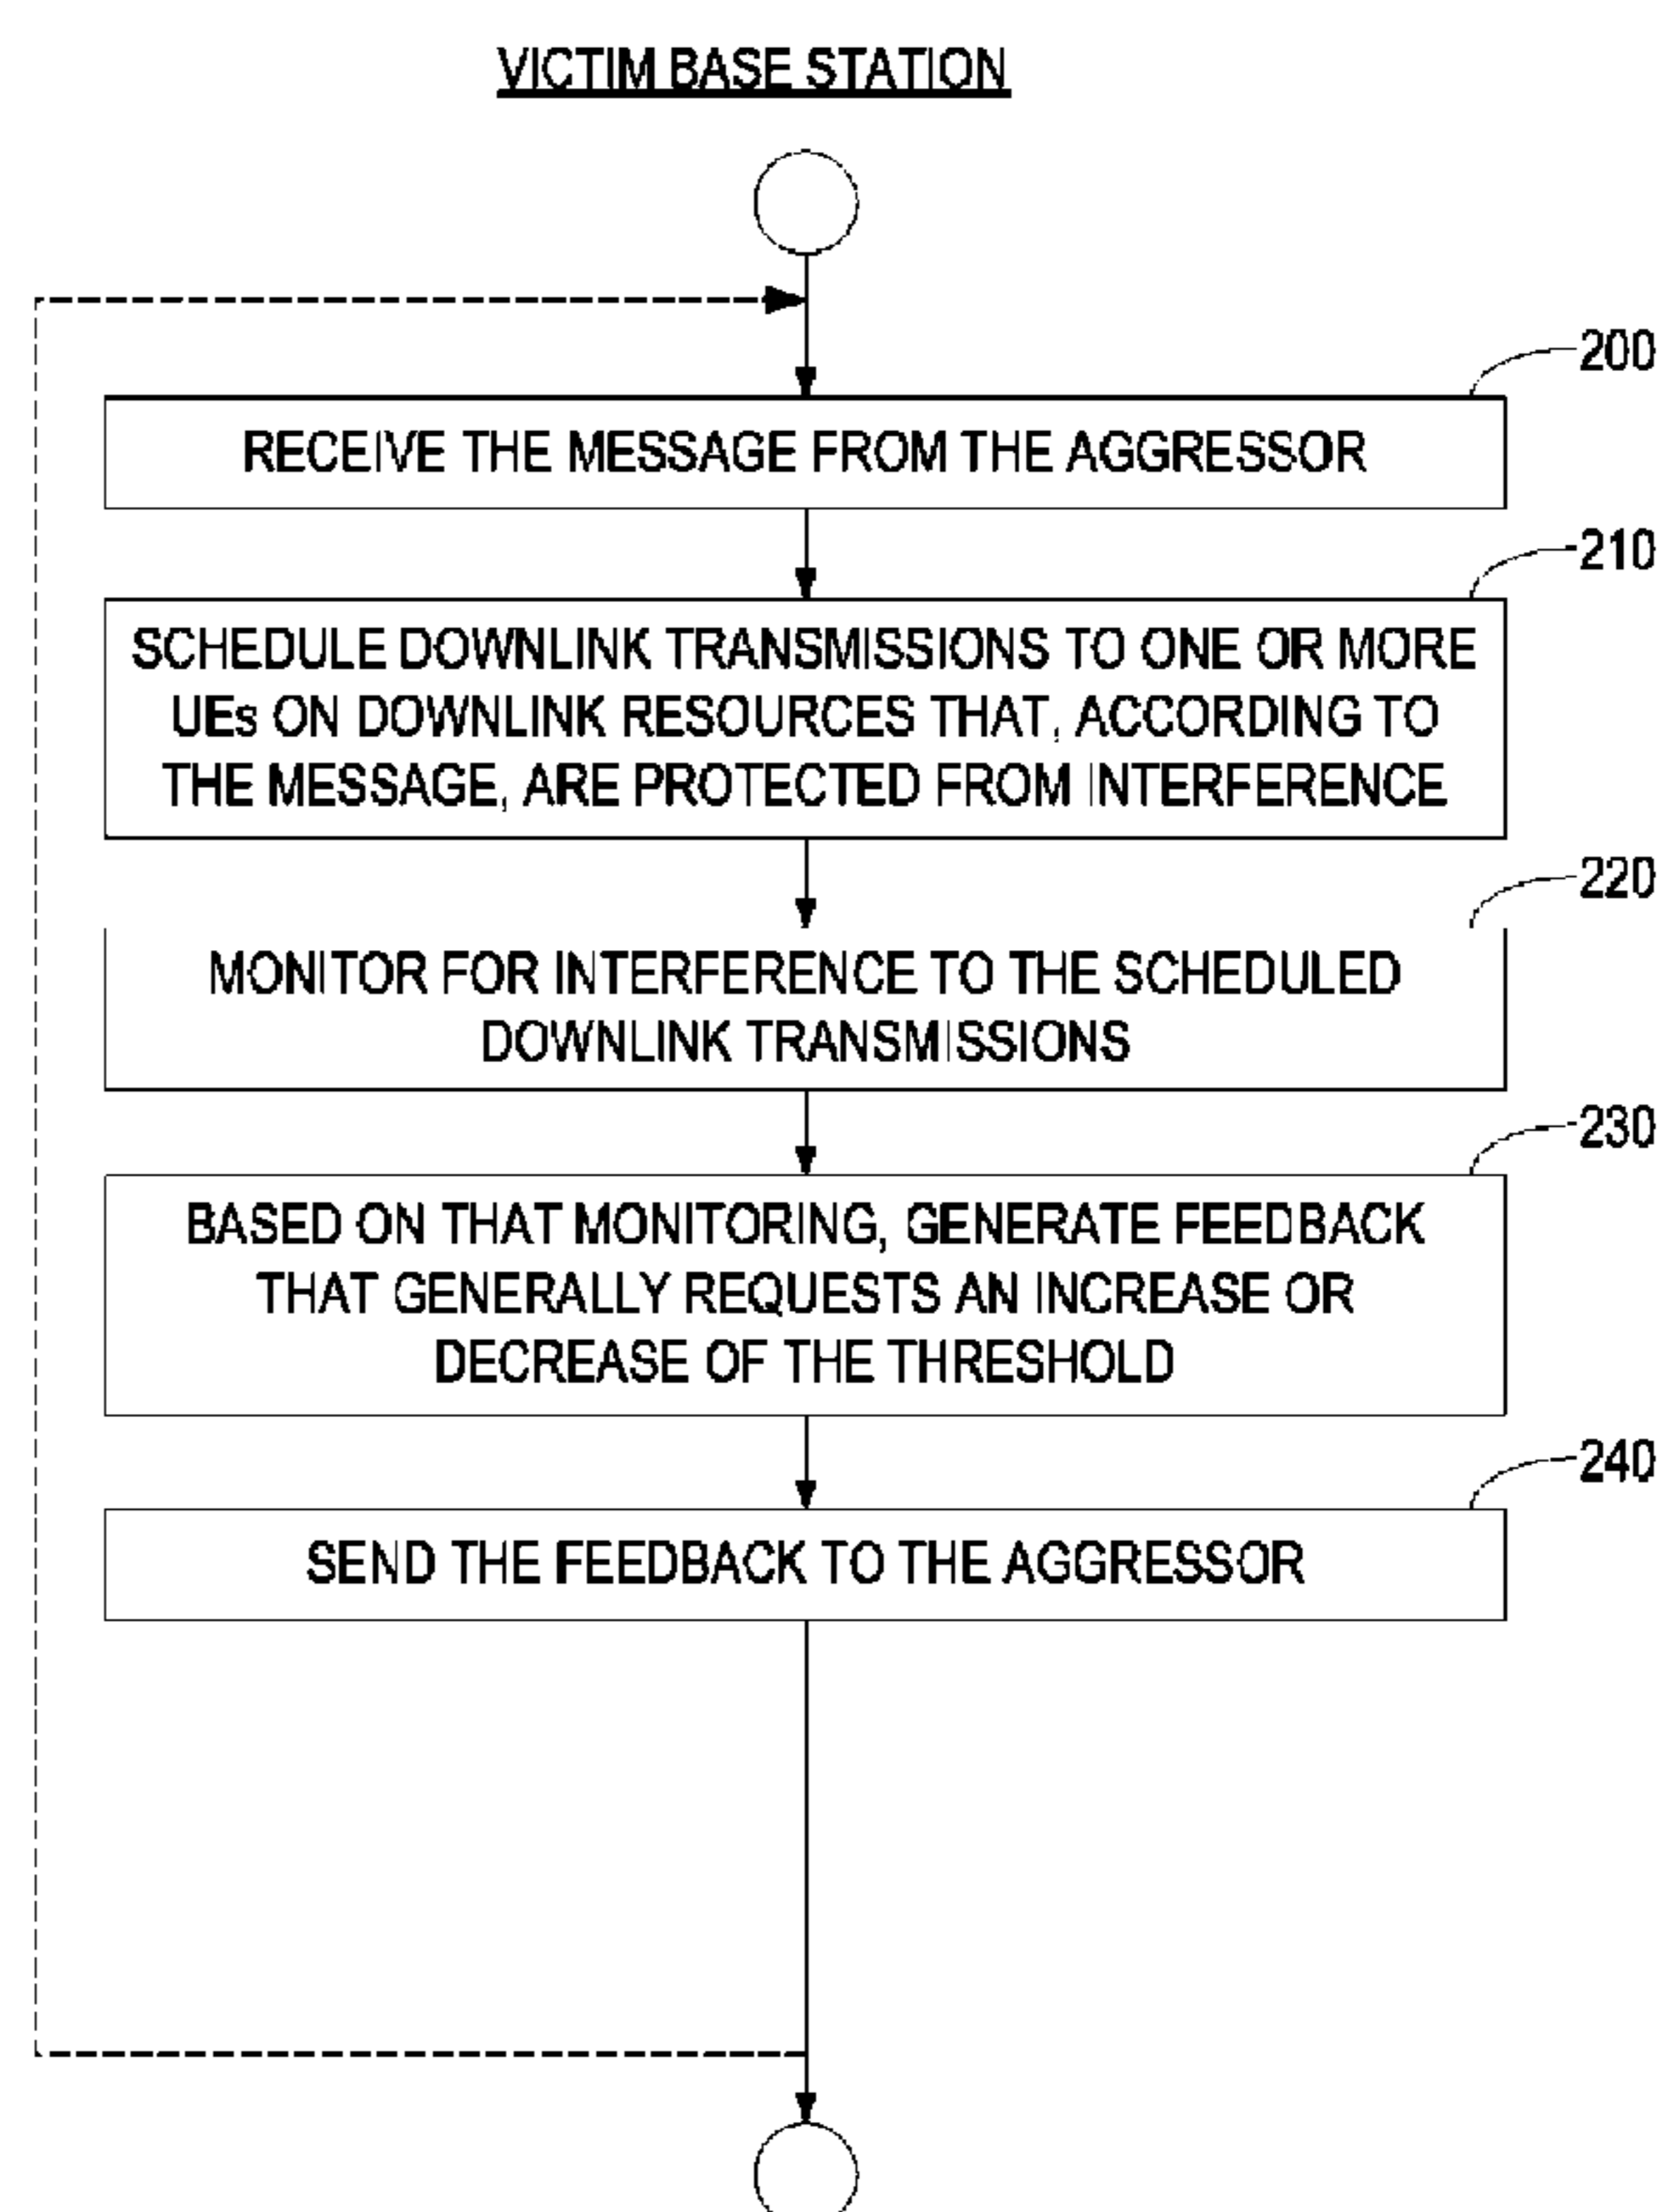 VICTIM BASE STATION
200
RECEIVE THE MESSAGE FROM THE AGGRESSOR
210
SCHEDULE DOWNLINK TRANSMISSIONS TO ONE OR MORE
UEs ON DOWNLINK RESOURCES THAT, ACCORDING TO
THE MESSAGE, ARE PROTECTED FROM INTERFERENCE
220
MONITOR FOR INTERFERENCE TO THE SCHEDULED
DOWNLINK TRANSMISSIONS
230
BASED ON THAT MONITORING, GENERATE FEEDBACK
THAT GENERALLY REQUESTS AN INCREASE OR
DECREASE OF THE THRESHOLD
240
SEND THE FEEDBACK TO THE AGGRESSOR